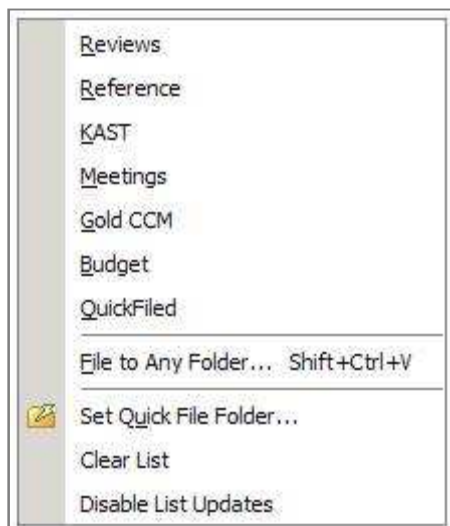 Reviews
Reference
KAST
Meetings
Gold CCM
Budget
QuickFiled
File to Any Folder... Shift+Ctrl+V
Set Quick File Folder...
Clear List
Disable List Updates